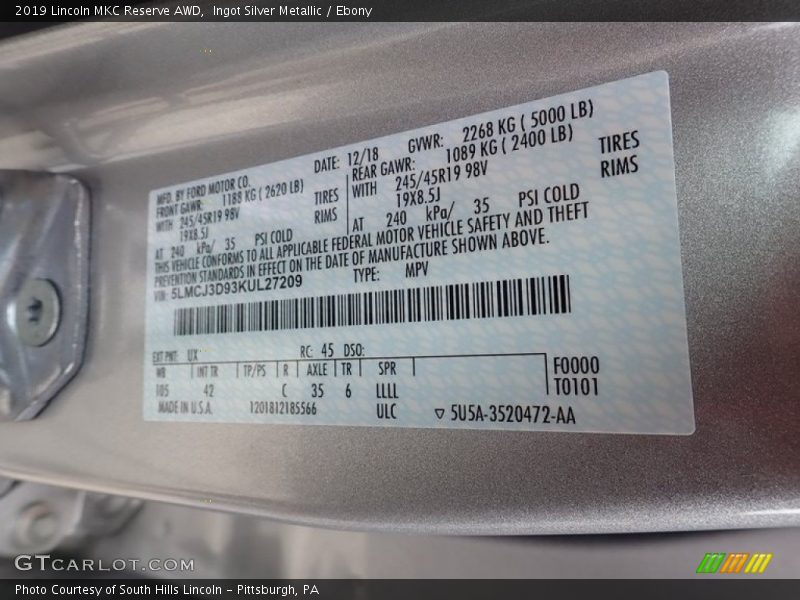 2019 Lincoln MKC Reserve AWD, Ingot Silver Metallic / Ebony
MFD. BY FORD MOTOR CO. DATE: 12/18 GVWR: 2268 KG ( 5000 LB)
FRONT GAWR: 1188 KG ( 2620 LB) REAR GAWR: 1089 KG ( 2400 LB)
WITH 245/45R19 98V TIRES WITH 245/45R19 98V TIRES
19X8.5J RIMS 19X8.5J RIMS
AT 240 kPa/ 35 PSI COLD AT 240 kPa/ 35 PSI COLD
THIS VEHICLE CONFORMS TO ALL APPLICABLE FEDERAL MOTOR VEHICLE SAFETY AND THEFT
PREVENTION STANDARDS IN EFFECT ON THE DATE OF MANUFACTURE SHOWN ABOVE.
VIN: 5LMCJ3D93KUL27209 TYPE: MPV
EXT PNT: UX RC: 45 DSO:
WB INT TR TP/PS R AXLE TR SPR F0000
105 42 C 35 6 LLLL T0101
MADE IN U.S.A. 1201812185566 ULC ▽ 5U5A-3520472-AA
GTCARLOT.COM
Photo Courtesy of South Hills Lincoln - Pittsburgh, PA